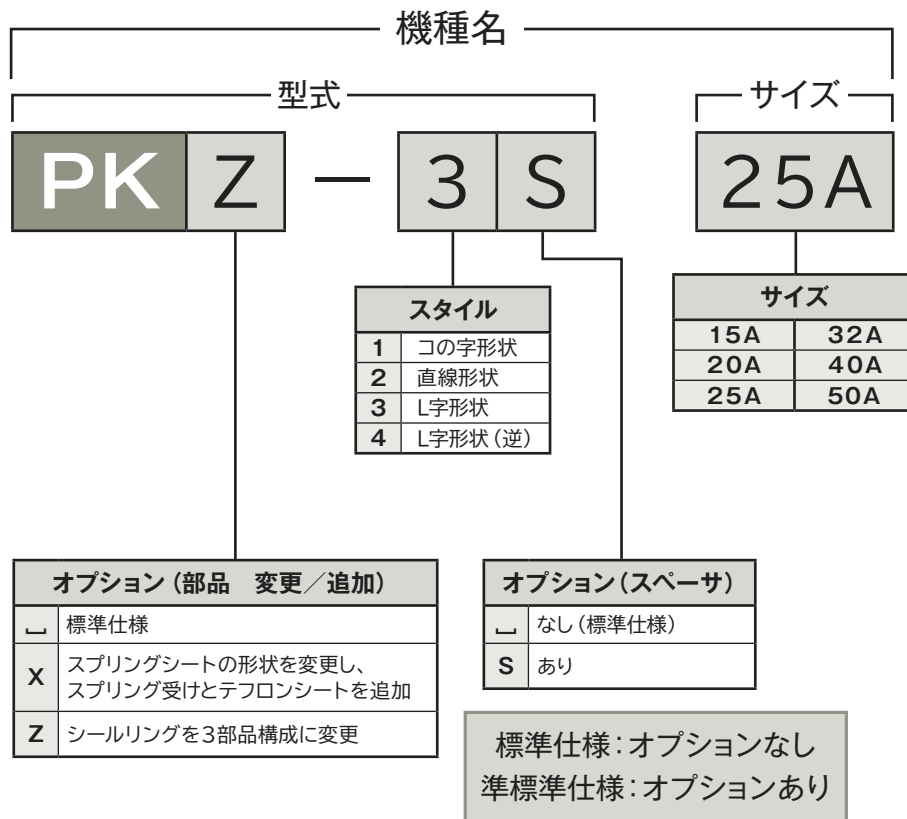 機種名
型式 サイズ
PK Z － 3 S 25A
スタイル
1 コの字形状
2 直線形状
3 L字形状
4 L字形状（逆）
サイズ
15A 32A
20A 40A
25A 50A
オプション（部品　変更／追加）
⎵ 標準仕様
X スプリングシートの形状を変更し、
スプリング受けとテフロンシートを追加
Z シールリングを3部品構成に変更
オプション（スペーサ）
⎵ なし（標準仕様）
S あり
標準仕様：オプションなし
準標準仕様：オプションあり